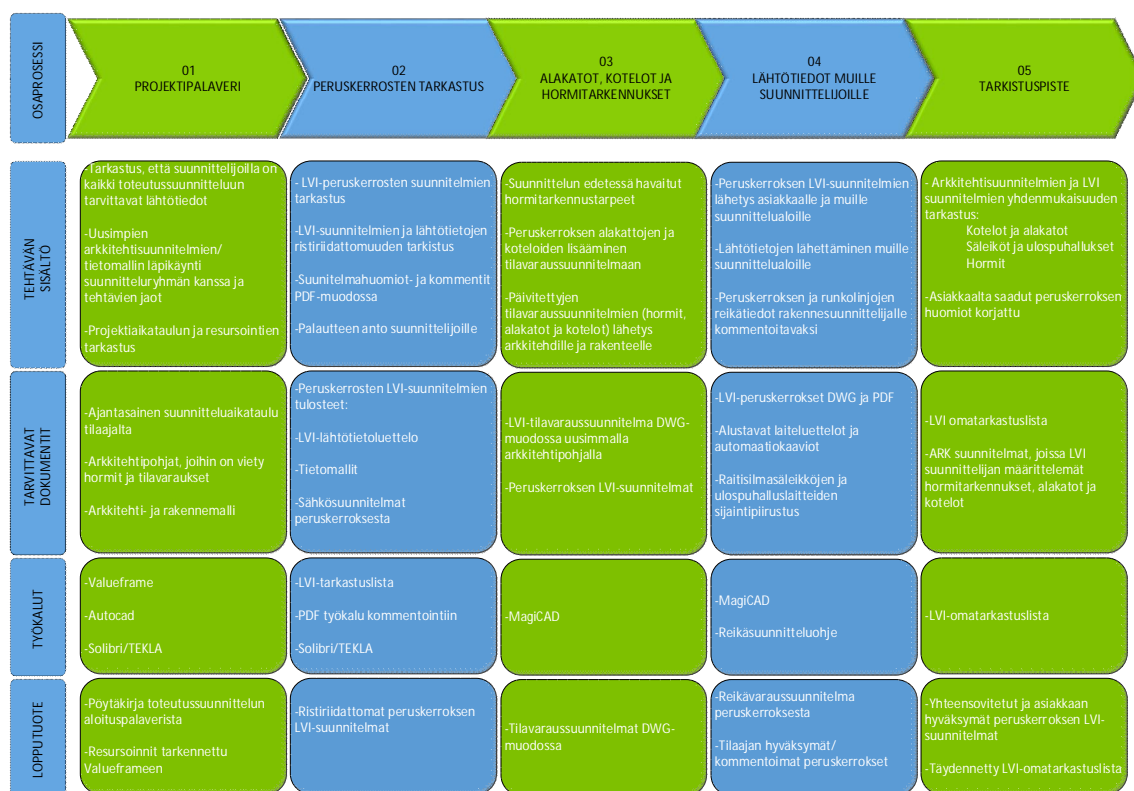 OSAPROSESSI
01
PROJEKTIPALAVERI
02
PERUSKERROSTEN TARKASTUS
03
ALAKATOT, KOTELOT JA
HORMITARKENNUKSET
04
LÄHTÖTIEDOT MUILLE
SUUNNITTELIJOILLE
05
TARKISTUSPISTE
TEHTÄVÄN
SISÄLTÖ
-Tarkastus, että suunnittelijoilla on
kaikki toteutussuunnitteluun
tarvittavat lähtötiedot
-Uusimpien
arkkitehtisuunnitelmien/
tietomallin läpikäynti
suunnitteluryhmän kanssa ja
tehtävien jaot
-Projektiaikataulun ja resursointien
tarkastus
- LVI-peruskerrosten suunnitelmien
tarkastus
-LVI-suunnitelmien ja lähtötietojen
ristiriidattomuuden tarkistus
-Suunitelmahuomiot- ja kommentit
PDF-muodossa
-Palautteen anto suunnittelijoille
-Suunnittelun edetessä havaitut
hormitarkennustarpeet
-Peruskerroksen alakattojen ja
koteloiden lisääminen
tilavaraussuunnitelmaan
-Päivitettyjen
tilavaraussuunnitelmien (hormit,
alakatot ja kotelot) lähetys
arkkitehdille ja rakenteelle
-Peruskerroksen LVI-suunnitelmien
lähetys asiakkaalle ja muille
suunnittelualoille
-Lähtötietojen lähettäminen muille
suunnittelualoille
-Peruskerroksen ja runkolinjojen
reikätiedot rakennesuunnittelijalle
kommentoitavaksi
- Arkkitehtisuunnitelmien ja LVI
suunnitelmien yhdenmukaisuuden
tarkastus:
Kotelot ja alakatot
Säleiköt ja ulospuhallukset
Hormit
-Asiakkaalta saadut peruskerroksen
huomiot korjattu
TARVITTAVAT
DOKUMENTIT
-Ajantasainen suunnitteluaikataulu
tilaajalta
-Arkkitehtipohjat, joihin on viety
hormit ja tilavaraukset
-Arkkitehti- ja rakennemalli
-Peruskerrosten LVI-suunnitelmien
tulosteet:
-LVI-lähtötietoluettelo
-Tietomallit
-Sähkösuunnitelmat
peruskerroksesta
-LVI-tilavaraussuunnitelma DWG-
muodossa uusimmalla
arkkitehtipohjalla
-Peruskerroksen LVI-suunnitelmat
-LVI-peruskerrokset DWG ja PDF
-Alustavat laiteluettelot ja
automaatiokaaviot
-Raitisilmasäleikköjen ja
ulospuhalluslaitteiden
sijaintipiirustus
-LVI omatarkastuslista
-ARK suunnitelmat, joissa LVI
suunnittelijan määrittelemät
hormitarkennukset, alakatot ja
kotelot
TYÖKALUT
-Valueframe
-Autocad
-Solibri/TEKLA
-LVI-tarkastuslista
-PDF työkalu kommentointiin
-Solibri/TEKLA
-MagiCAD
-MagiCAD
-Reikäsuunnitteluohje
-LVI-omatarkastuslista
LOPPUTUOTE
-Pöytäkirja toteutussuunnittelun
aloituspalaverista
-Resursoinnit tarkennettu
Valueframeen
-Ristiriidattomat peruskerroksen
LVI-suunnitelmat
-Tilavaraussuunnitelmat DWG-
muodossa
-Reikävaraussuunnitelma
peruskerroksesta
-Tilaajan hyväksymät/
kommentoimat peruskerrokset
-Yhteensovitetut ja asiakkaan
hyväksymät peruskerroksen LVI-
suunnitelmat
-Täydennetty LVI-omatarkastuslista